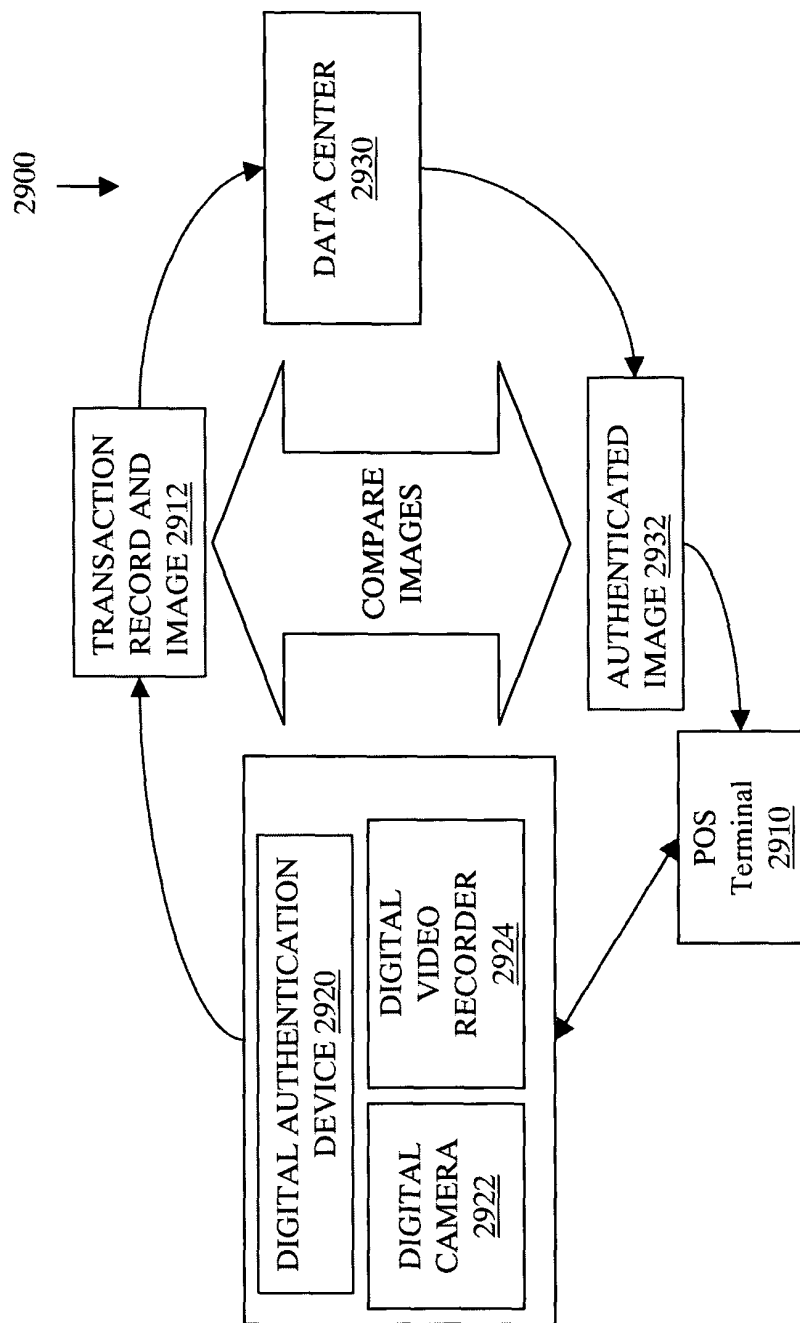 2900
TRANSACTION
RECORD AND
IMAGE 2912
DATA CENTER
2930
DIGITAL AUTHENTICATION
DEVICE 2920
DIGITAL
CAMERA
2922
DIGITAL
VIDEO
RECORDER
2924
COMPARE
IMAGES
AUTHENTICATED
IMAGE 2932
POS
Terminal
2910